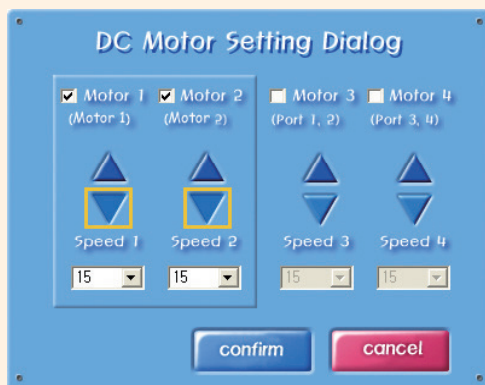 DC Motor Setting Dialog
Motor 1 Motor 2 Motor 3 Motor 4
(Motor 1) (Motor 2) (Port 1, 2) (Port 3, 4)
Speed 1 Speed 2 Speed 3 Speed 4
15 15 15 15
confirm cancel